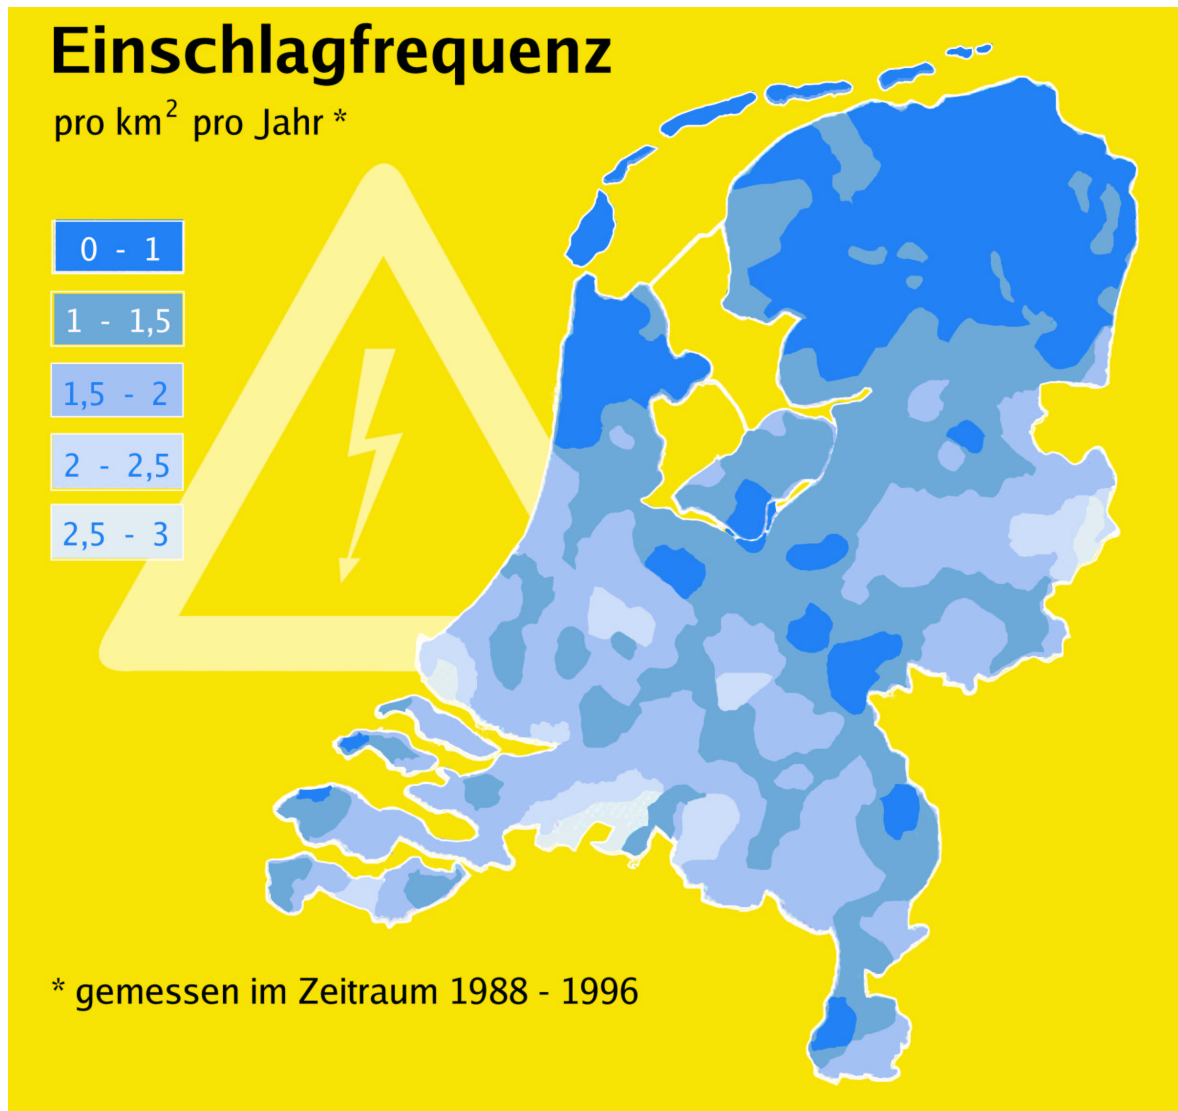 Einschlagfrequenz
pro km² pro Jahr *
0 - 1
1 - 1,5
1,5 - 2
2 - 2,5
2,5 - 3
* gemessen im Zeitraum 1988 - 1996